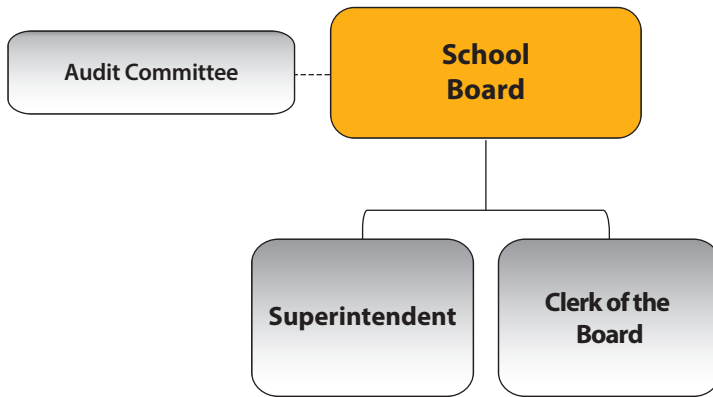 School
Board
Audit Committee
Superintendent
Clerk of the
Board